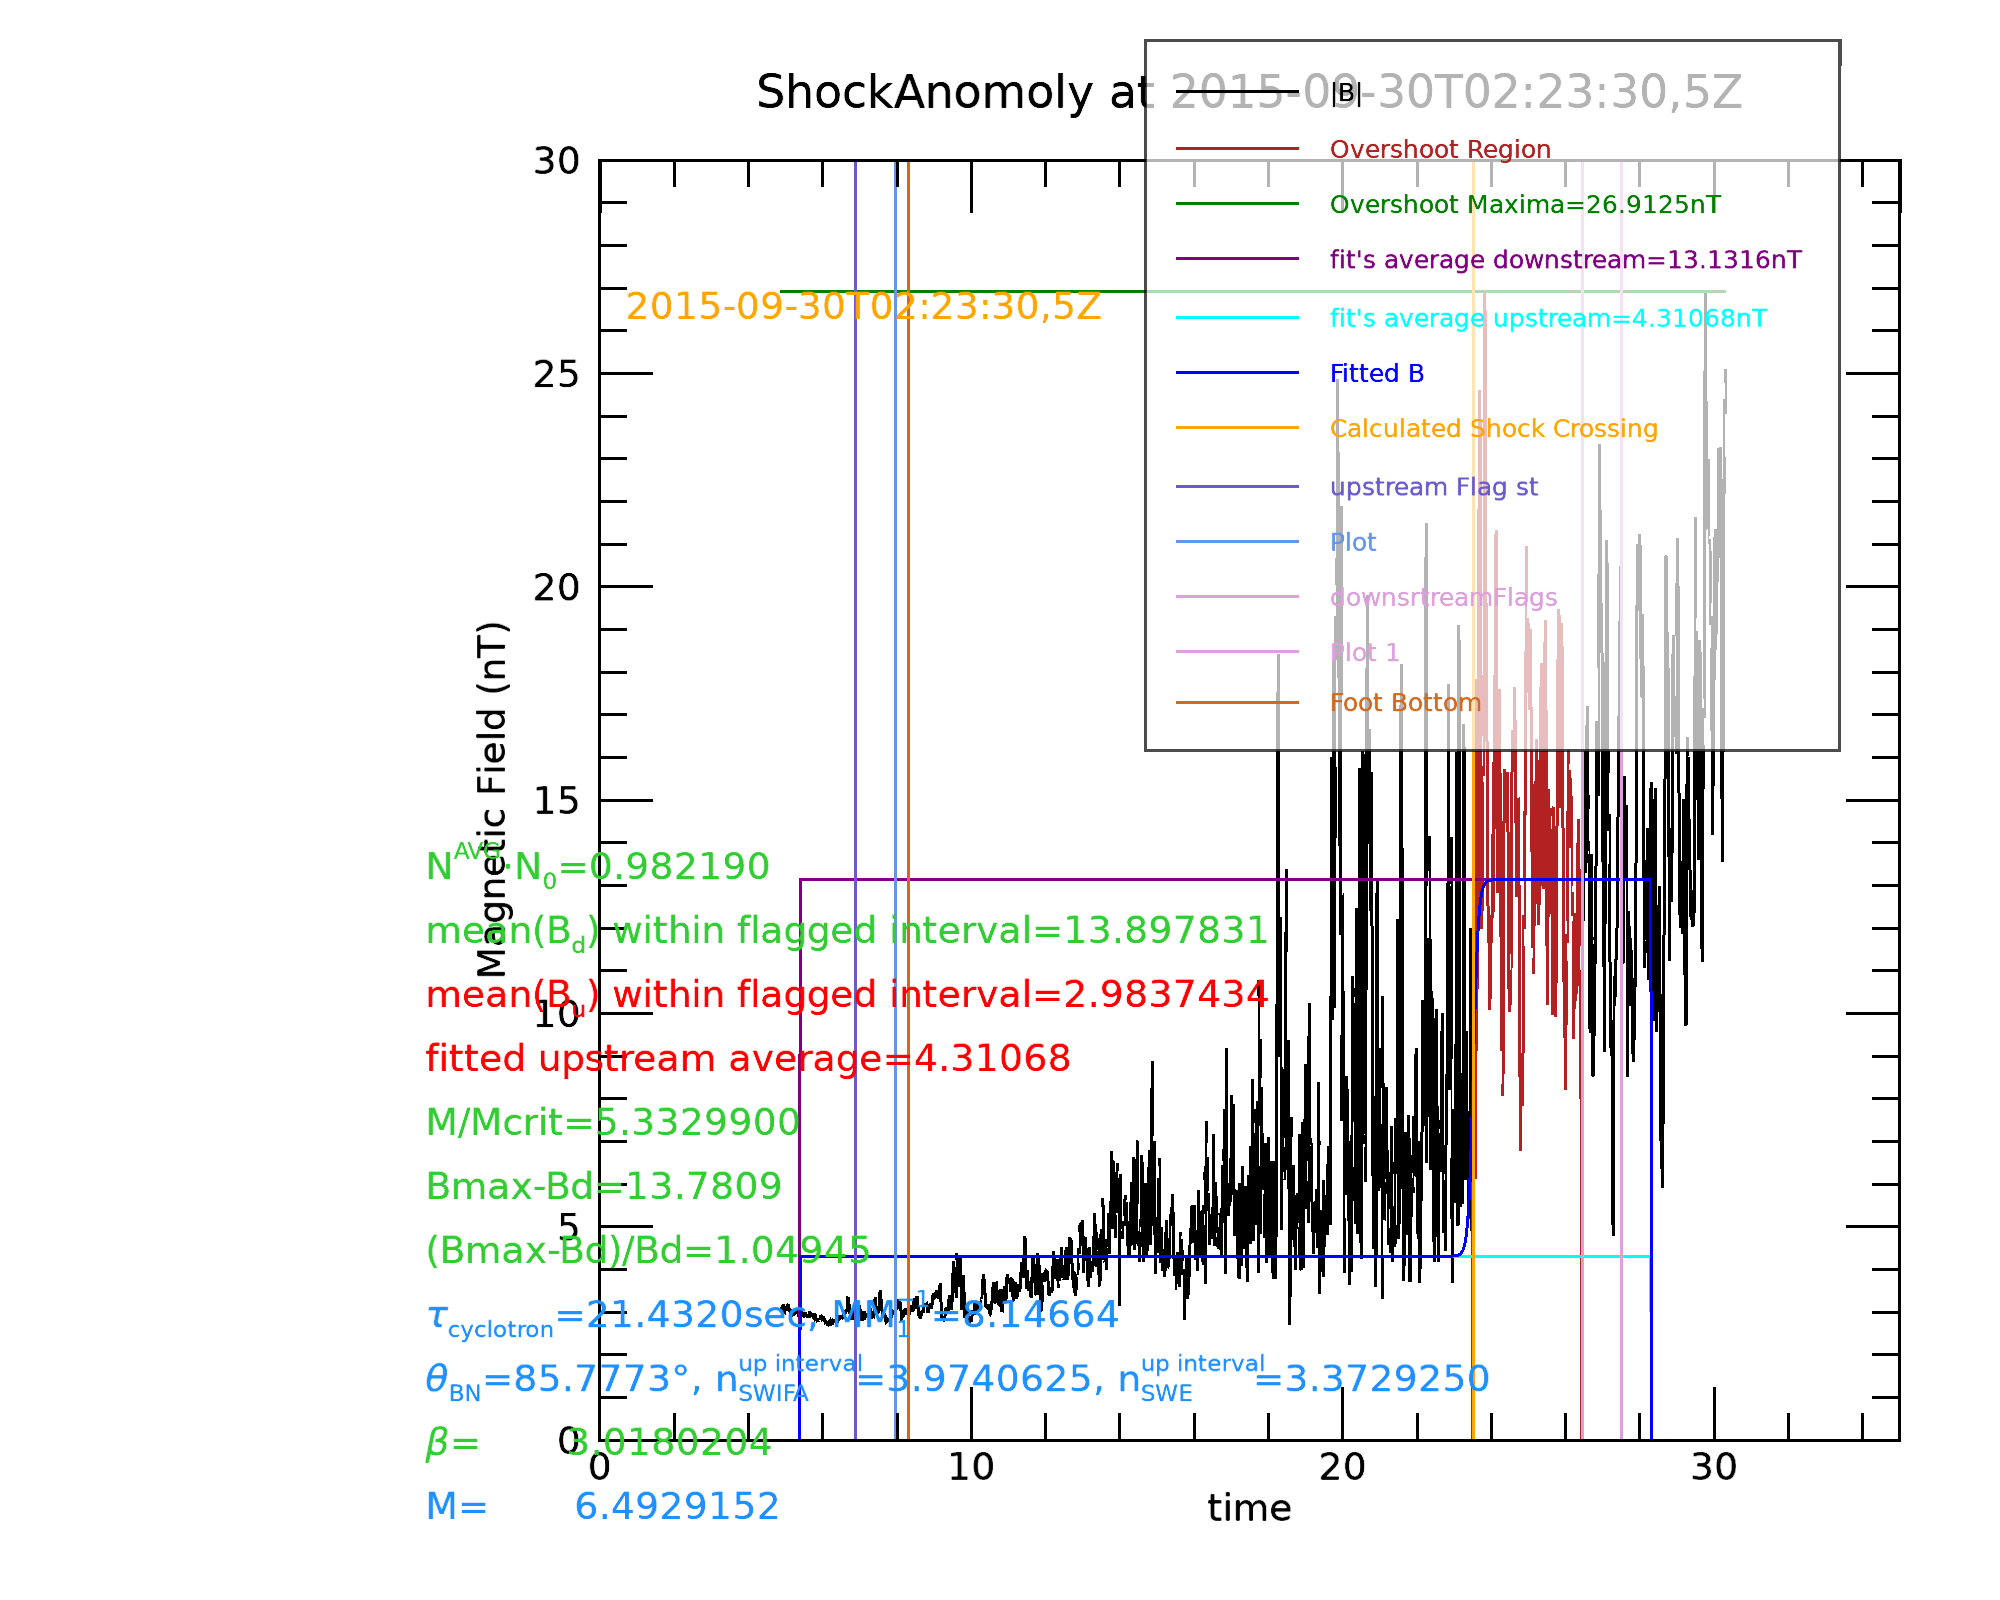 ShockAnomoly at 2015-09-30T02:23:30,5Z
|B|
Overshoot Region
Overshoot Maxima=26.9125nT
fit's average downstream=13.1316nT
fit's average upstream=4.31068nT
Fitted B
Calculated Shock Crossing
upstream Flag st
Plot
downsrtreamFlags
Plot 1
Foot Bottom
2015-09-30T02:23:30,5Z
30
25
20
15
10
5
0
Magnetic Field (nT)
N^AVG·N_0=0.982190
mean(B_d) within flagged interval=13.897831
mean(B_u) within flagged interval=2.9837434
fitted upstream average=4.31068
M/Mcrit=5.3329900
Bmax-Bd=13.7809
(Bmax-Bd)/Bd=1.04945
τ_cyclotron=21.4320sec, MM_1^-1=8.14664
θ_BN=85.7773°, n_SWIFA^up interval=3.9740625, n_SWE^up interval=3.3729250
β= 3.0180204
M= 6.4929152
0 10 20 30
time